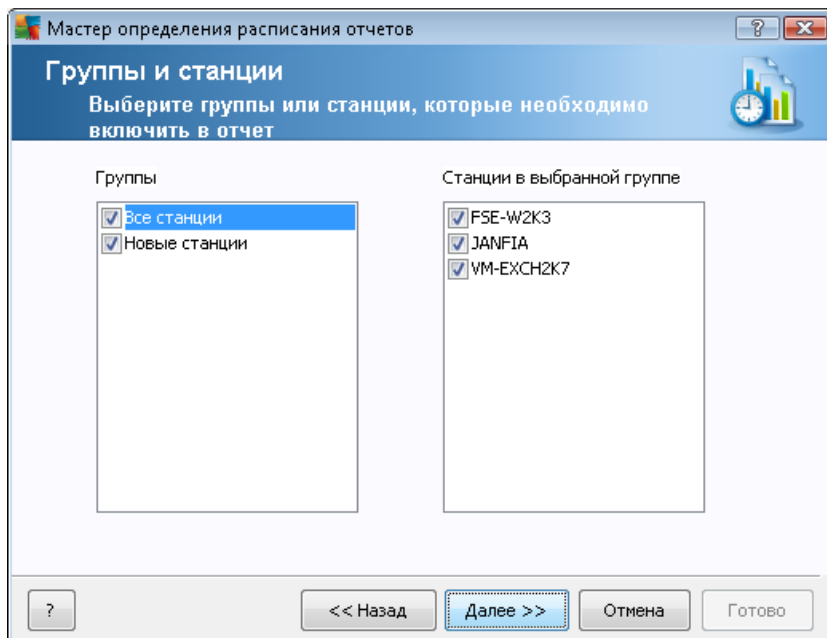 Мастер определения расписания отчетов
?
Группы и станции
Выберите группы или станции, которые необходимо
включить в отчет
Группы
Станции в выбранной группе
Все станции
Новые станции
FSE-W2K3
JANFIA
VM-EXCH2K7
?
<< Назад
Далее >>
Отмена
Готово